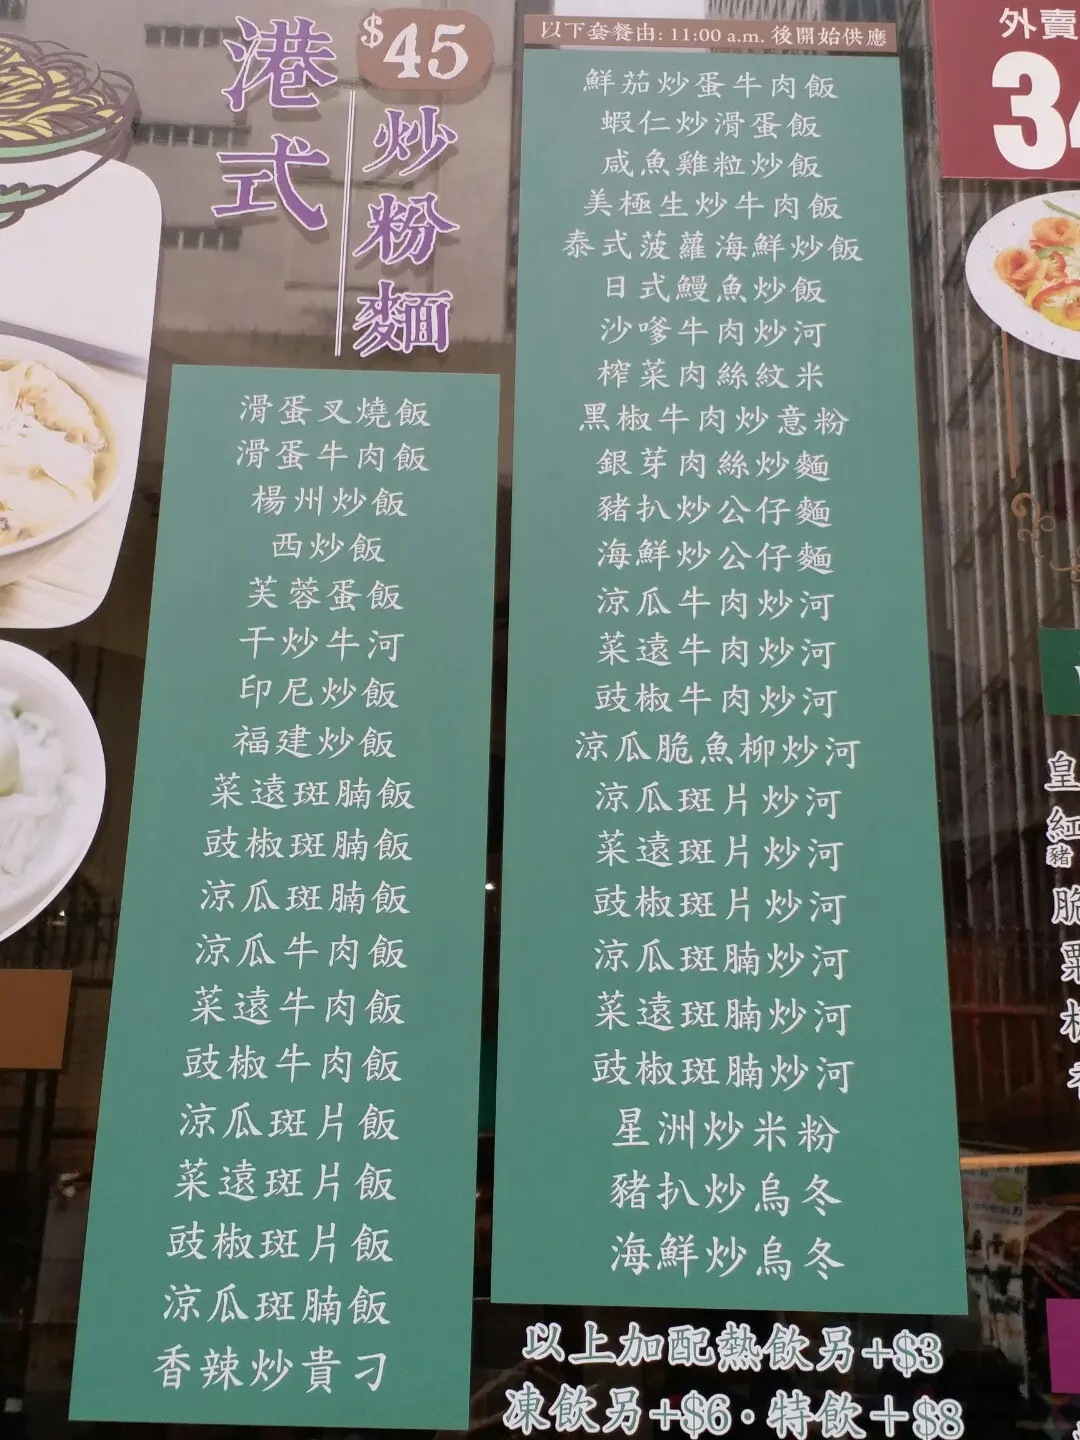 港式
$45
炒粉麵
滑蛋叉燒飯
滑蛋牛肉飯
楊州炒飯
西炒飯
芙蓉蛋飯
干炒牛河
印尼炒飯
福建炒飯
菜遠斑腩飯
豉椒斑腩飯
涼瓜斑腩飯
涼瓜牛肉飯
菜遠牛肉飯
豉椒牛肉飯
涼瓜斑片飯
菜遠斑片飯
豉椒斑片飯
涼瓜斑腩飯
香辣炒貴刁
以下套餐由: 11:00 a.m. 後開始供應
鮮茄炒蛋牛肉飯
蝦仁炒滑蛋飯
咸魚雞粒炒飯
美極生炒牛肉飯
泰式菠蘿海鮮炒飯
日式鰻魚炒飯
沙嗲牛肉炒河
榨菜肉絲炆米
黑椒牛肉炒意粉
銀芽肉絲炒麵
豬扒炒公仔麵
海鮮炒公仔麵
涼瓜牛肉炒河
菜遠牛肉炒河
豉椒牛肉炒河
涼瓜脆魚柳炒河
涼瓜斑片炒河
菜遠斑片炒河
豉椒斑片炒河
涼瓜斑腩炒河
菜遠斑腩炒河
豉椒斑腩炒河
星洲炒米粉
豬扒炒烏冬
海鮮炒烏冬
以上加配熱飲另+$3
凍飲另+$6·特飲+$8
外賣
皇
紅
豬
脆
粟